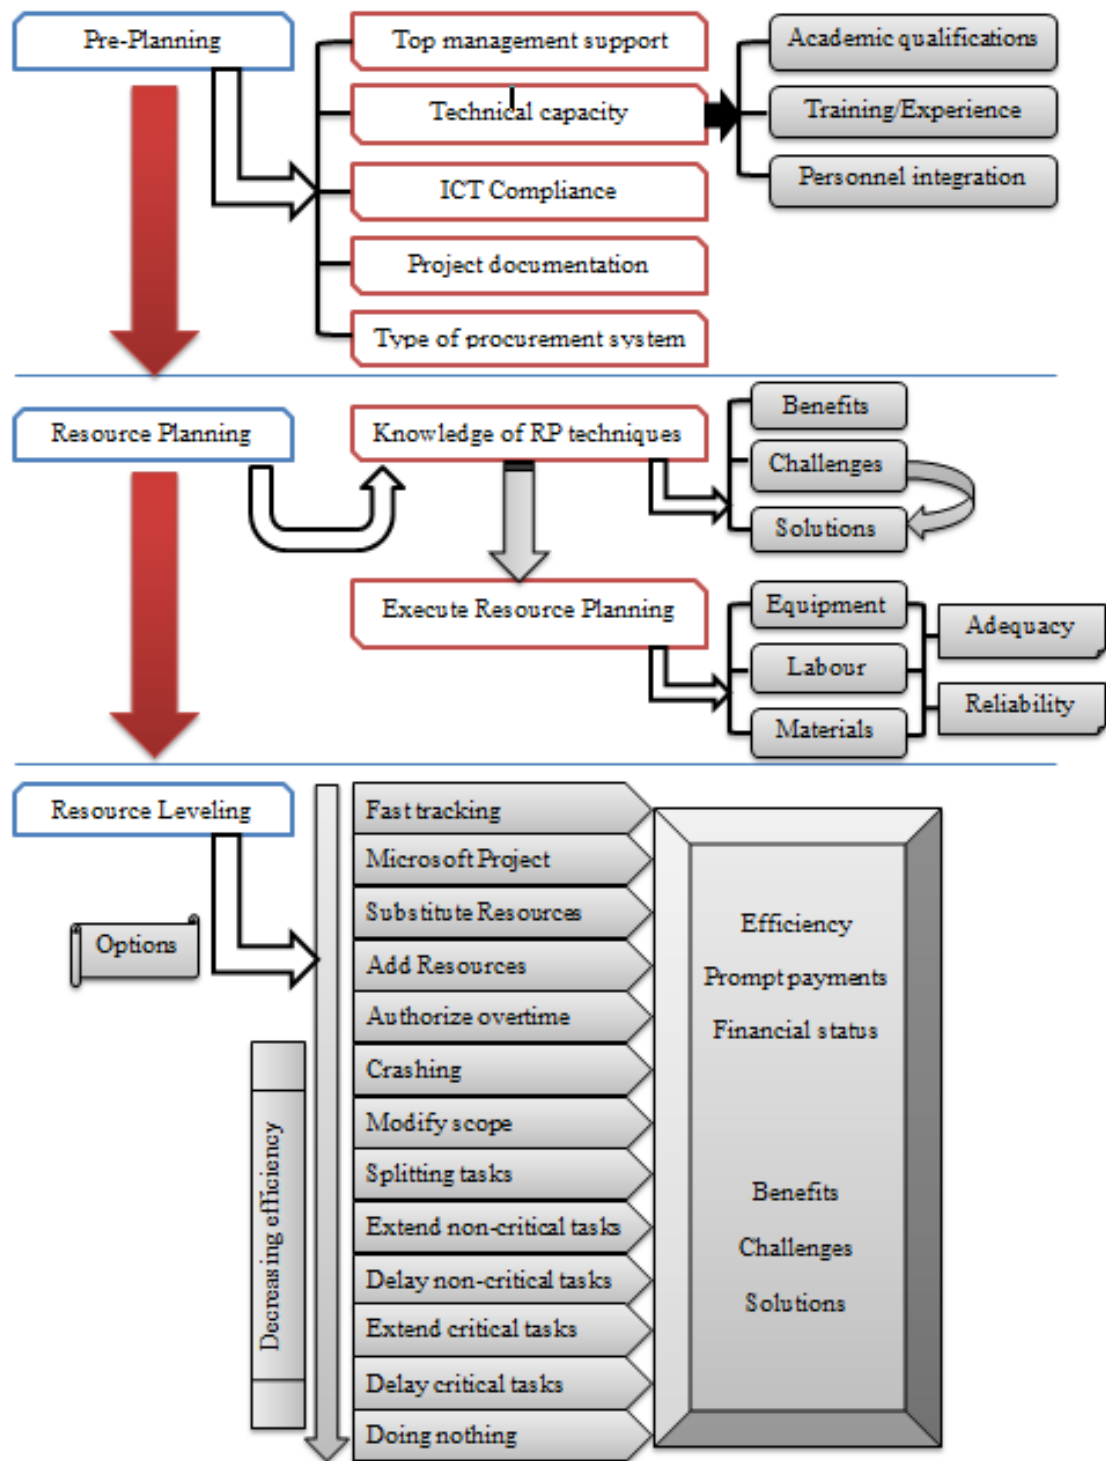 Pre-Planning
Top management support
Technical capacity
ICT Compliance
Project documentation
Type of procurement system
Academic qualifications
Training/Experience
Personnel integration
Resource Planning
Knowledge of RP techniques
Benefits
Challenges
Solutions
Execute Resource Planning
Equipment
Labour
Materials
Adequacy
Reliability
Resource Leveling
Options
Decreasing efficiency
Fast tracking
Microsoft Project
Substitute Resources
Add Resources
Authorize overtime
Crashing
Modify scope
Splitting tasks
Extend non-critical tasks
Delay non-critical tasks
Extend critical tasks
Delay critical tasks
Doing nothing
Efficiency
Prompt payments
Financial status
Benefits
Challenges
Solutions